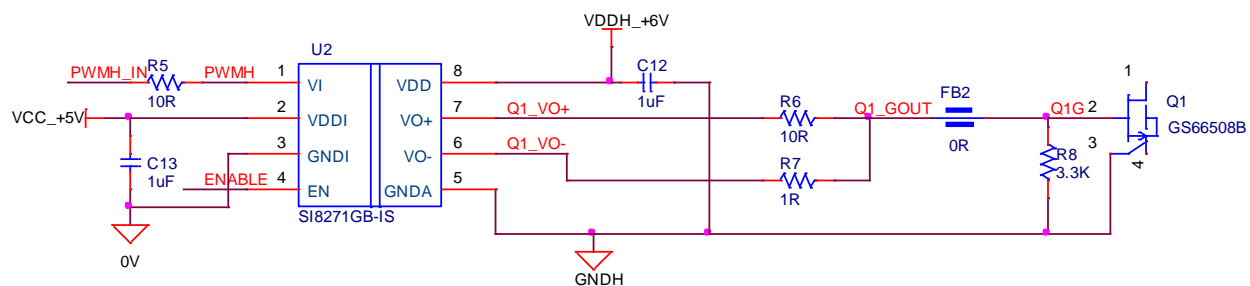 VDDH_+6V
U2
PWMH_IN
R5
10R
PWMH
1
VI
VDD
8
C12
1uF
1
VCC_+5V
2
VDDI
VO+
7
Q1_VO+
R6
10R
Q1_GOUT
FB2
0R
Q1G
2
Q1
GS66508B
C13
1uF
3
GNDI
VO-
6
Q1_VO-
R7
1R
R8
3.3K
3
4
ENABLE
4
EN
GNDA
5
SI8271GB-IS
0V
GNDH